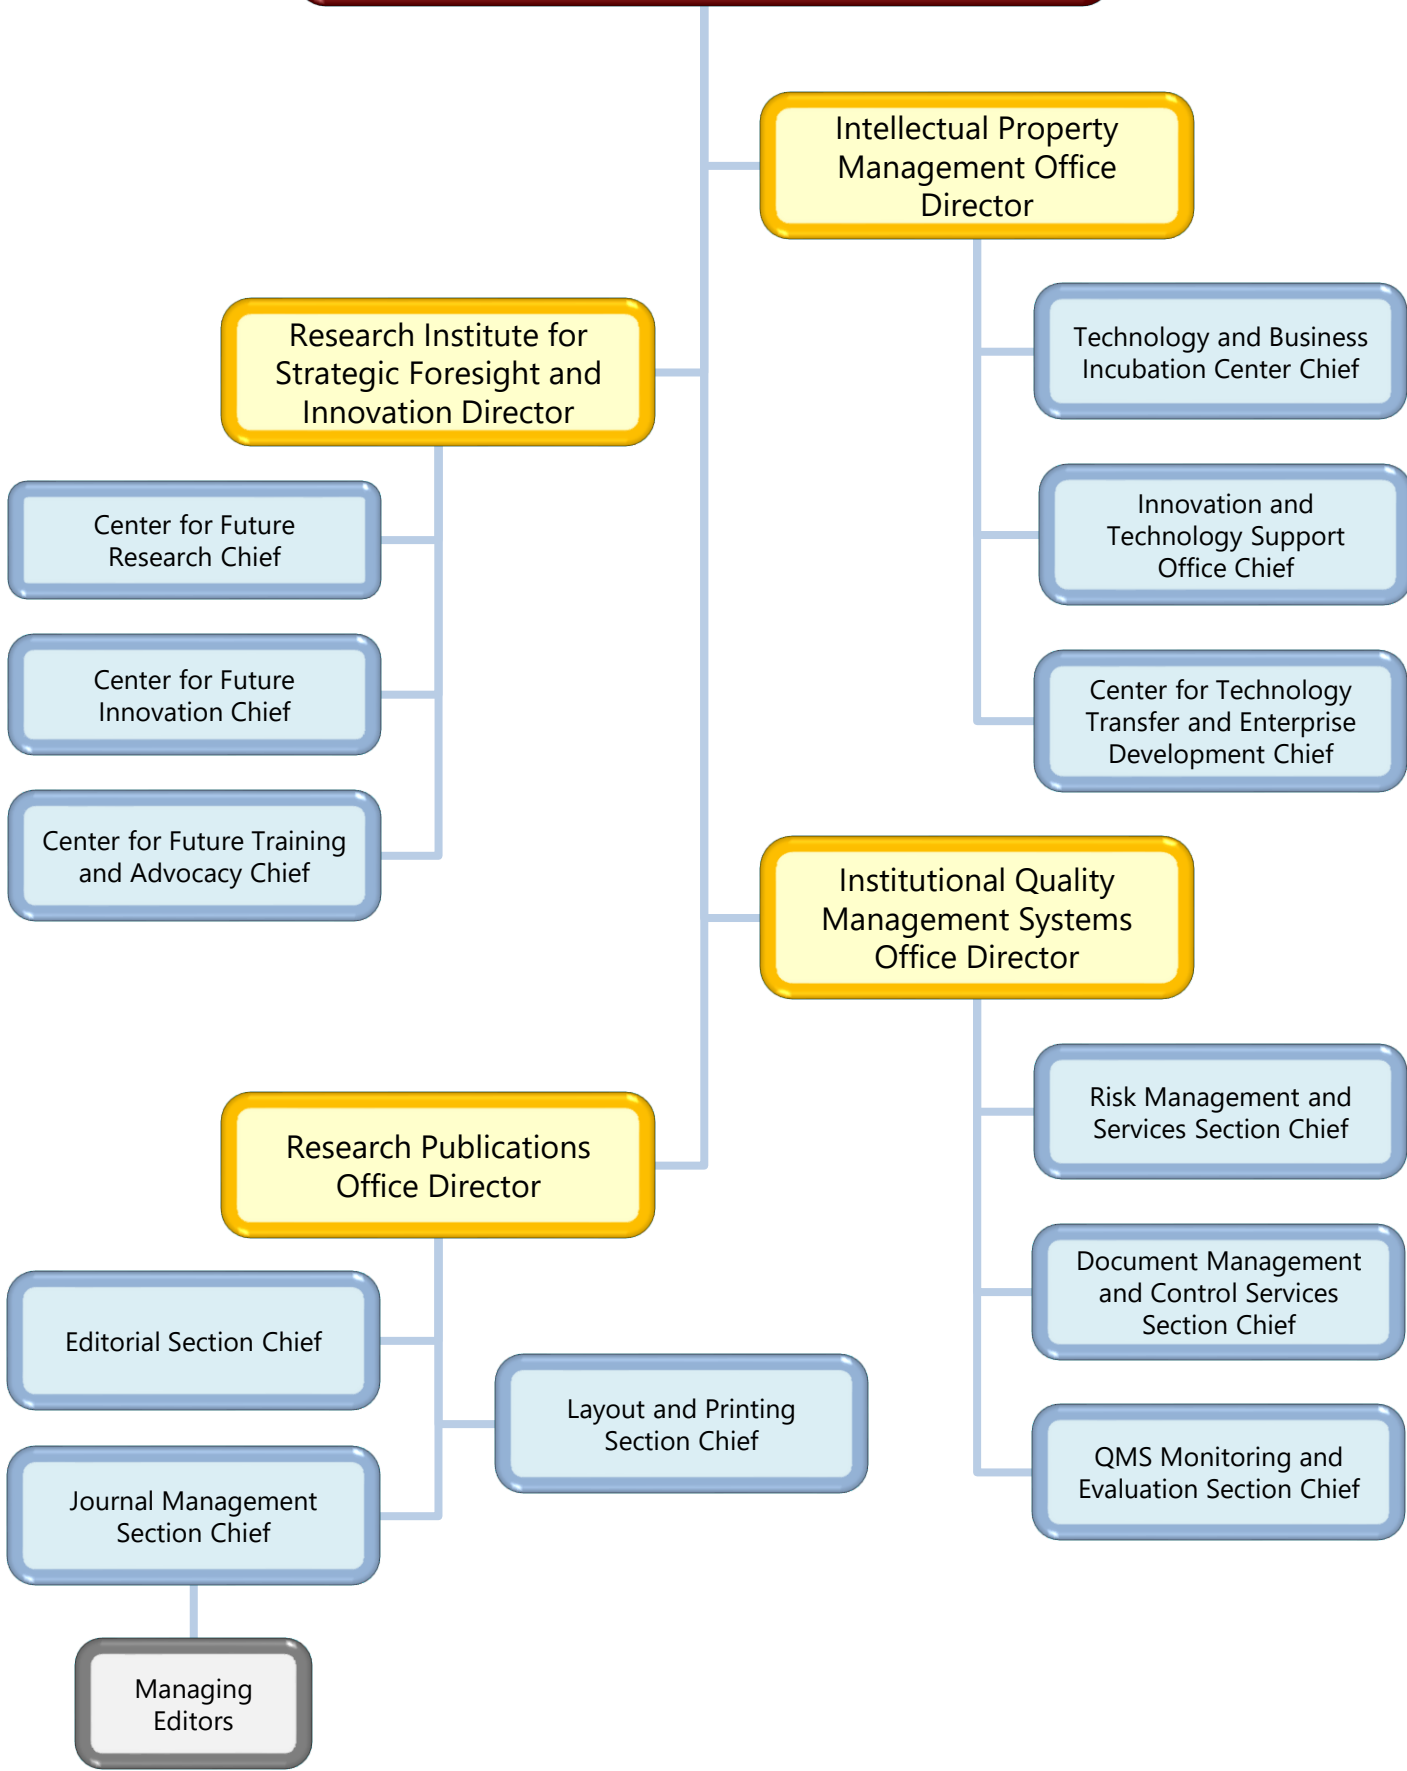 Intellectual Property
Management Office
Director
Technology and Business
Incubation Center Chief
Innovation and
Technology Support
Office Chief
Center for Technology
Transfer and Enterprise
Development Chief
Research Institute for
Strategic Foresight and
Innovation Director
Center for Future
Research Chief
Center for Future
Innovation Chief
Center for Future Training
and Advocacy Chief
Institutional Quality
Management Systems
Office Director
Risk Management and
Services Section Chief
Document Management
and Control Services
Section Chief
QMS Monitoring and
Evaluation Section Chief
Research Publications
Office Director
Editorial Section Chief
Layout and Printing
Section Chief
Journal Management
Section Chief
Managing
Editors